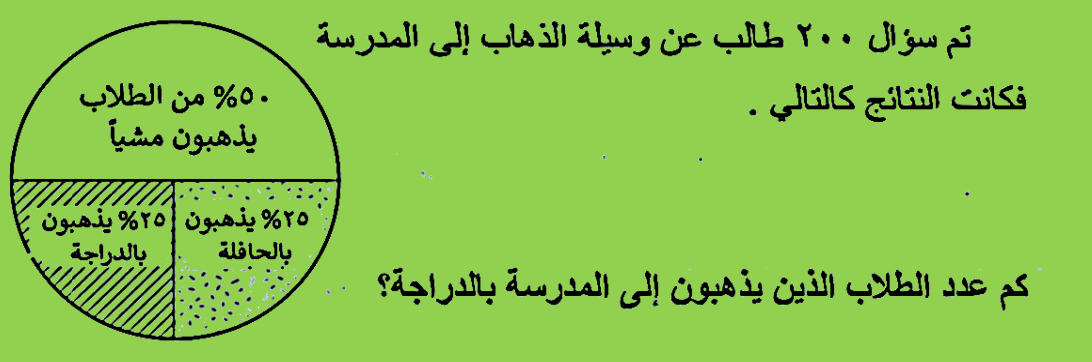 تم سؤال ٢٠٠ طالب عن وسيلة الذهاب إلى المدرسة
فكانت النتائج كالتالي .
٥٠% من الطلاب
يذهبون مشياً
٢٥% يذهبون
بالحافلة
٢٥% يذهبون
بالدراجة
كم عدد الطلاب الذين يذهبون إلى المدرسة بالدراجة؟